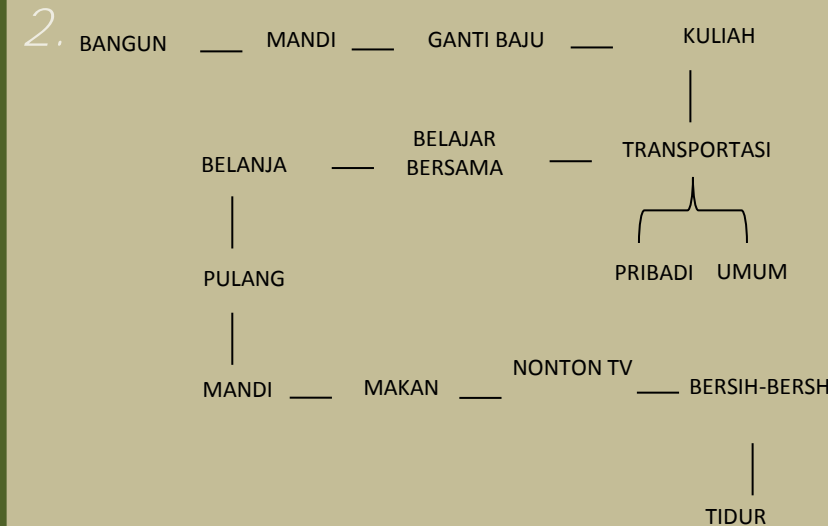 2.
BANGUN
MANDI
GANTI BAJU
KULIAH
TRANSPORTASI
PRIBADI
UMUM
BELAJAR
BERSAMA
BELANJA
PULANG
MANDI
MAKAN
NONTON TV
BERSIH-BERSH
TIDUR